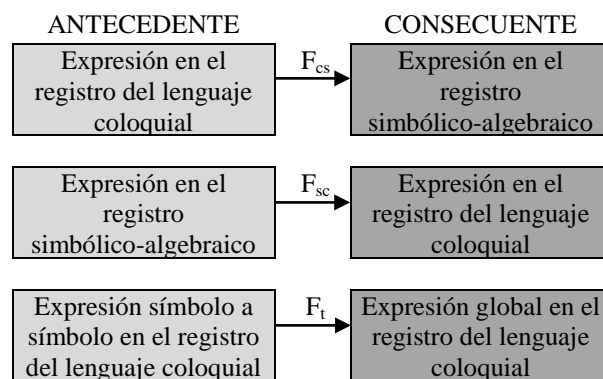 ANTECEDENTE
CONSECUENTE
Expresión en el
registro del lenguaje
coloquial
Fcs
Expresión en el
registro
simbólico-algebraico
Expresión en el
registro
simbólico-algebraico
Fsc
Expresión en el
registro del lenguaje
coloquial
Expresión símbolo a
símbolo en el registro
del lenguaje coloquial
Ft
Expresión global en el
registro del lenguaje
coloquial